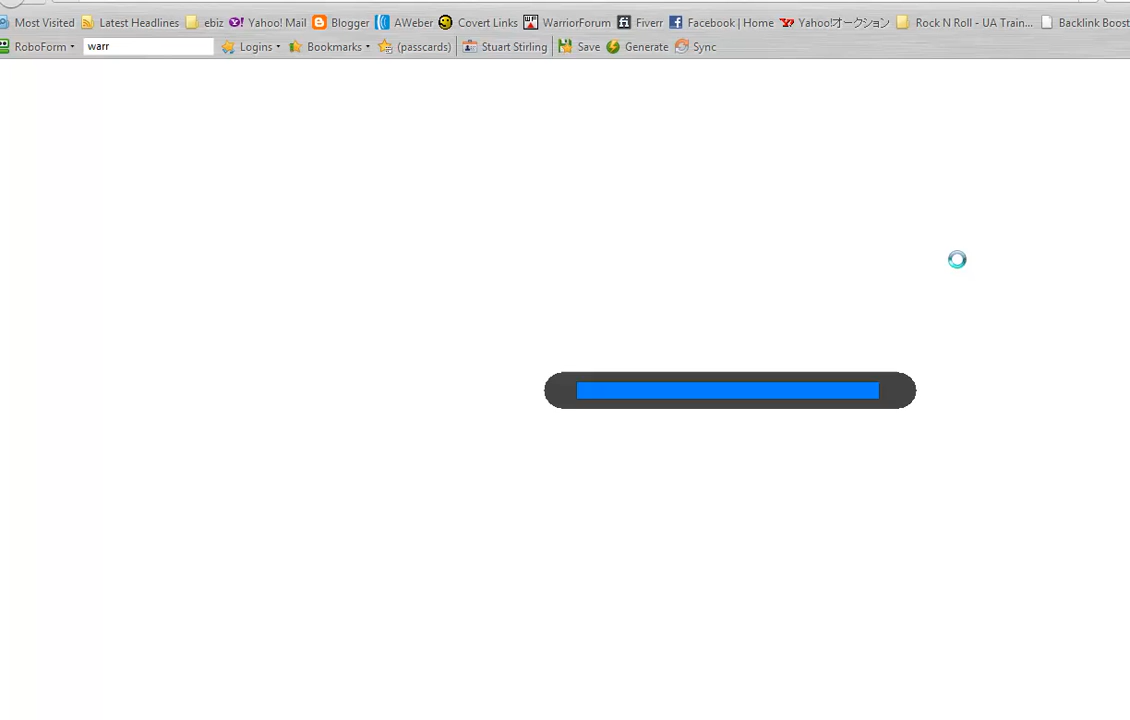 Most Visited Latest Headlines ebiz Yahoo! Mail Blogger AWeber Covert Links WarriorForum Fiverr Facebook | Home Yahoo!オークション Rock N Roll - UA Train... Backlink Boost
RoboForm warr Logins Bookmarks (passcards) Stuart Stirling Save Generate Sync